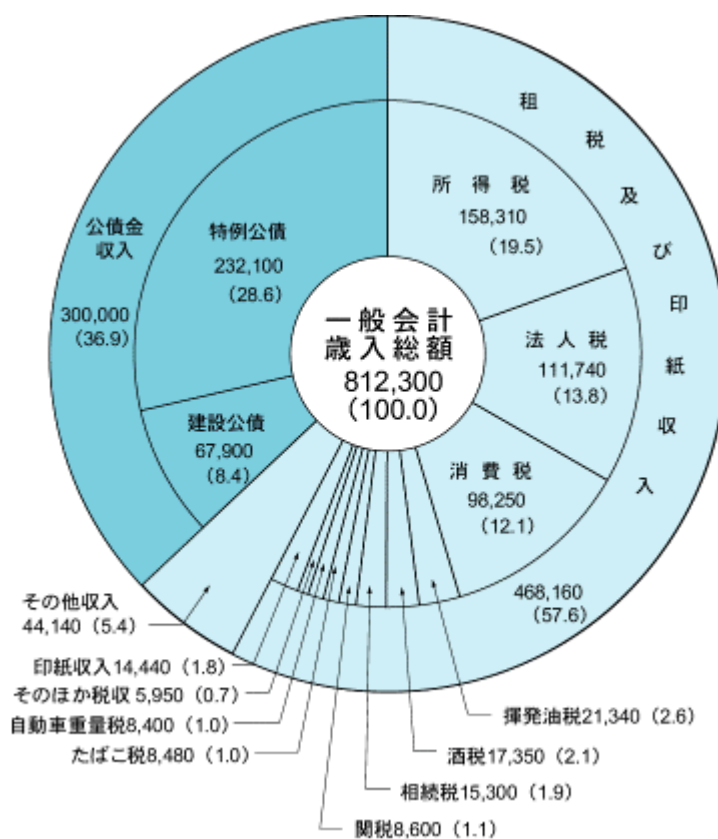 一般会計
歳入総額
812,300
(100.0)
租税及び印紙収入
468,160
(57.6)
所得税
158,310
(19.5)
法人税
111,740
(13.8)
消費税
98,250
(12.1)
揮発油税21,340(2.6)
酒税17,350(2.1)
相続税15,300(1.9)
関税8,600(1.1)
たばこ税8,480(1.0)
自動車重量税8,400(1.0)
そのほか税収 5,950(0.7)
印紙収入14,440(1.8)
その他収入
44,140(5.4)
公債金
収入
300,000
(36.9)
特例公債
232,100
(28.6)
建設公債
67,900
(8.4)